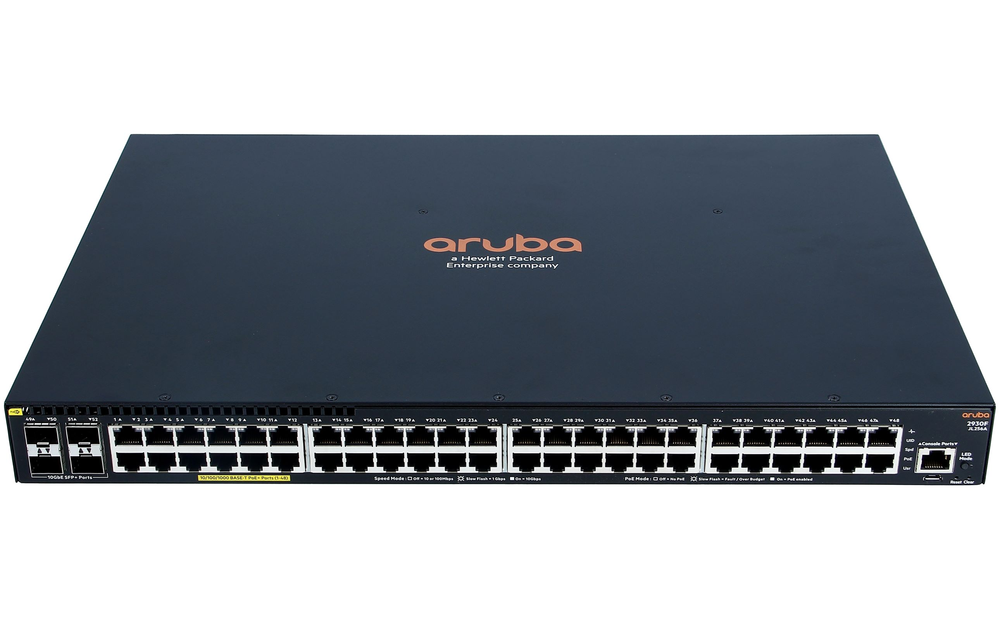 aruba
a Hewlett Packard
Enterprise company
PoE+
49▲ ▼50 51▲ ▼52 1▲ ▼2 3▲ ▼4 5▲ ▼6 7▲ ▼8 9▲ ▼10 11▲ ▼12 13▲ ▼14 15▲ ▼16 17▲ ▼18 19▲ ▼20 21▲ ▼22 23▲ ▼24 25▲ ▼26 27▲ ▼28 29▲ ▼30 31▲ ▼32 33▲ ▼34 35▲ ▼36 37▲ ▼38 39▲ ▼40 41▲ ▼42 43▲ ▼44 45▲ ▼46 47▲ ▼48
aruba
2930F
JL256A
UID
Spd
PoE
Usr
▲Console Ports▼
LED
Mode
10GbE SFP+ Ports
10/100/1000 BASE-T PoE+ Ports (1-48)
Speed Mode: Off = 10 or 100Mbps Slow Flash = 1 Gbps On = 10Gbps
PoE Mode: Off = No PoE Slow Flash = Fault / Over Budget On = PoE enabled
Reset Clear